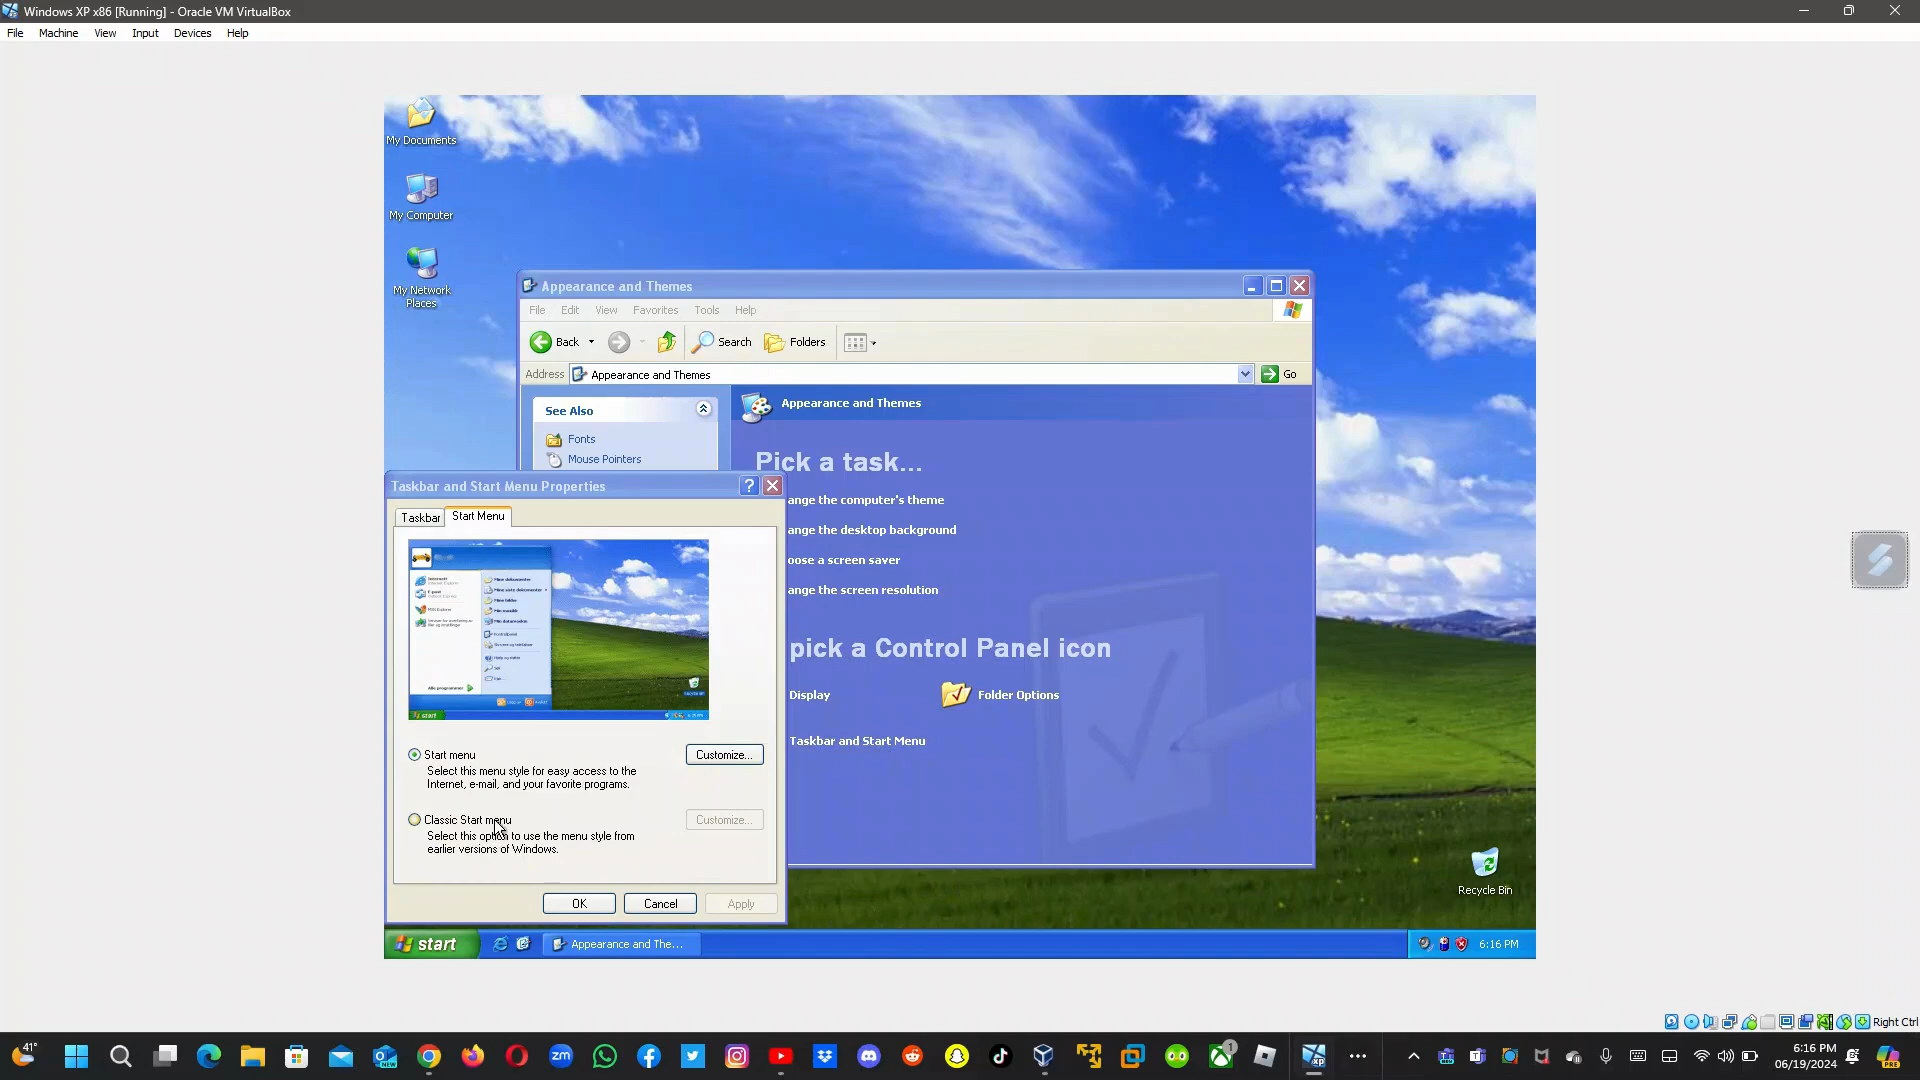 Windows XP x86 [Running] - Oracle VM VirtualBox
File Machine View Input Devices Help
My Documents
My Computer
My Network
Places
Appearance and Themes
File Edit View Favorites Tools Help
Back Search Folders
Address Appearance and Themes Go
See Also
Fonts
Mouse Pointers
Appearance and Themes
Pick a task...
ange the computer's theme
ange the desktop background
oose a screen saver
ange the screen resolution
pick a Control Panel icon
Display Folder Options
Taskbar and Start Menu
Taskbar and Start Menu Properties
Taskbar Start Menu
start
Start menu Customize...
Select this menu style for easy access to the
Internet, e-mail, and your favorite programs.
Classic Start menu Customize...
Select this option to use the menu style from
earlier versions of Windows.
OK Cancel Apply
Recycle Bin
start Appearance and The... 6:16 PM
Right Ctrl
41°
6:16 PM
06/19/2024